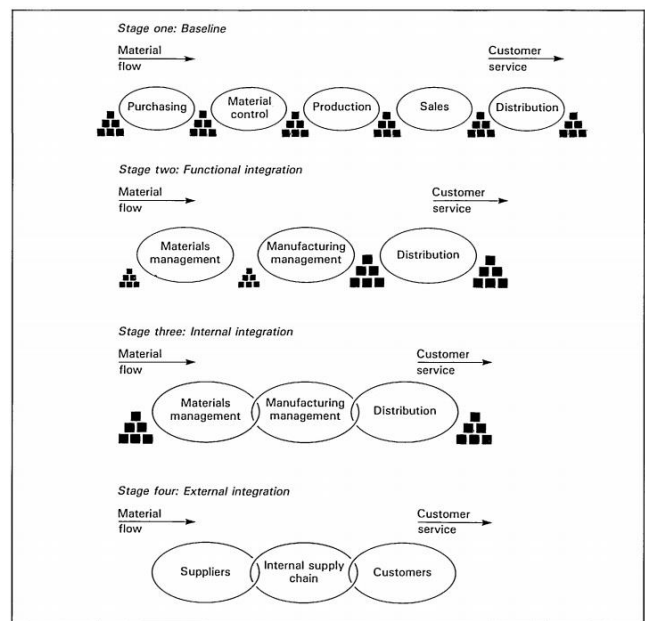 Stage one: Baseline
Material
flow
Customer
service
Purchasing
Material
control
Production
Sales
Distribution
Stage two: Functional integration
Material
flow
Customer
service
Materials
management
Manufacturing
management
Distribution
Stage three: Internal integration
Material
flow
Customer
service
Materials
management
Manufacturing
management
Distribution
Stage four: External integration
Material
flow
Customer
service
Suppliers
Internal supply
chain
Customers